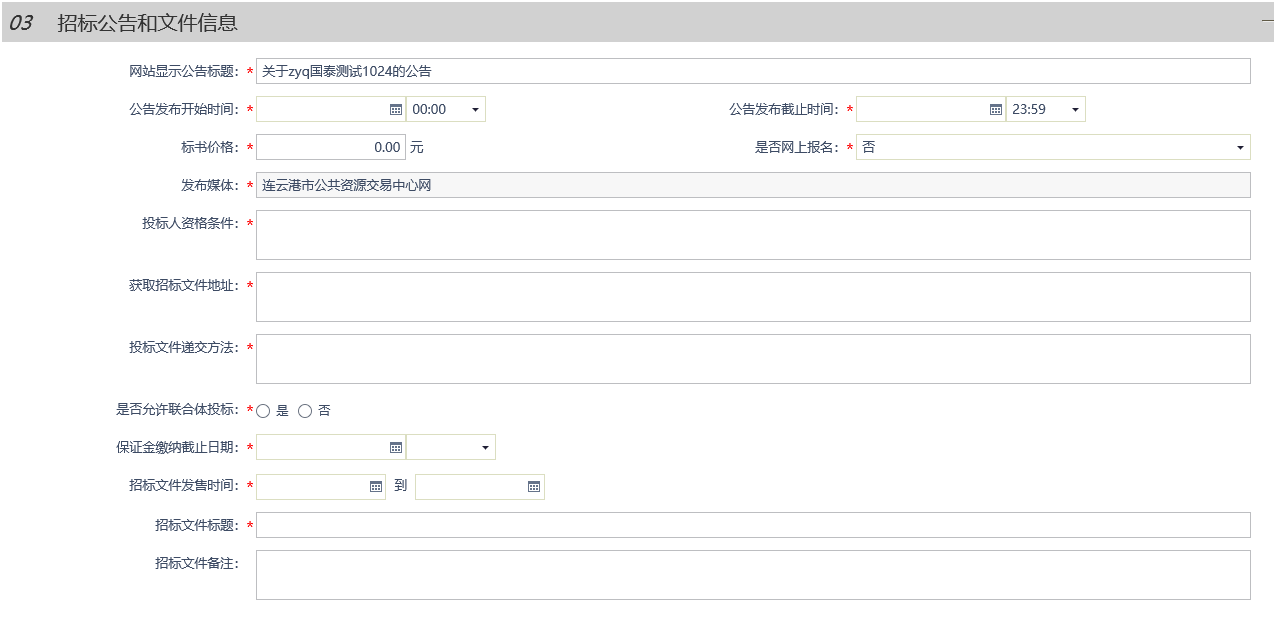 03 招标公告和文件信息
网站显示公告标题：* 关于zyq国泰测试1024的公告
公告发布开始时间：* 00:00 公告发布截止时间：* 23:59
标书价格：* 0.00 元 是否网上报名：* 否
发布媒体：* 连云港市公共资源交易中心网
投标人资格条件：*
获取招标文件地址：*
投标文件递交方法：*
是否允许联合体投标：* 是 否
保证金缴纳截止日期：*
招标文件发售时间：* 到
招标文件标题：*
招标文件备注：